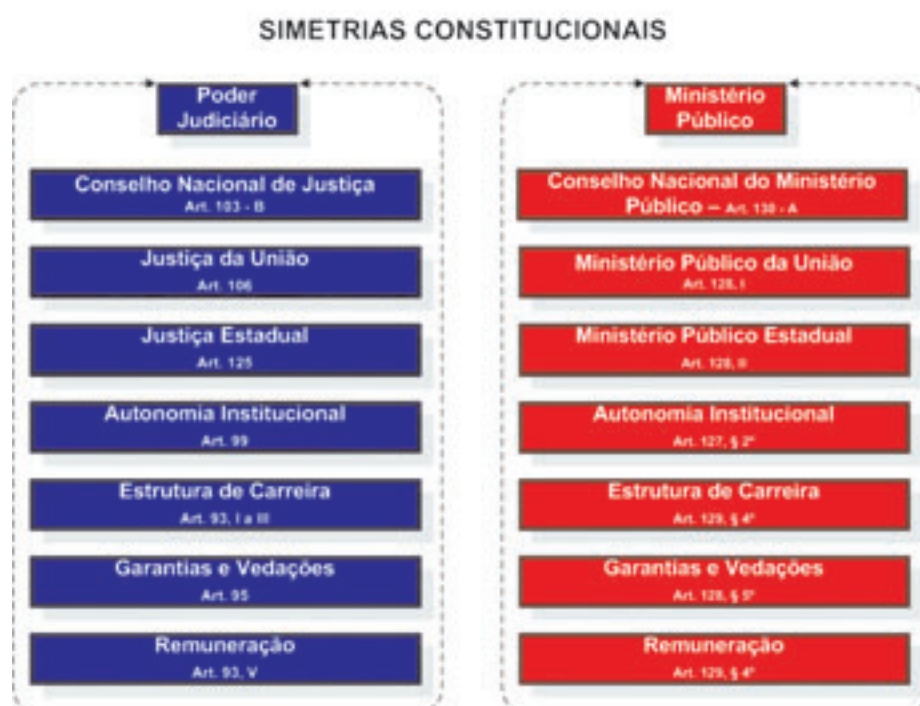 SIMETRIAS CONSTITUCIONAIS
Poder
Judiciário
Conselho Nacional de Justiça
Art. 103 - B
Justiça da União
Art. 106
Justiça Estadual
Art. 125
Autonomia Institucional
Art. 99
Estrutura de Carreira
Art. 93, I a III
Garantias e Vedações
Art. 95
Remuneração
Art. 93, V
Ministério
Público
Conselho Nacional do Ministério
Público – Art. 130 - A
Ministério Público da União
Art. 128, I
Ministério Público Estadual
Art. 128, II
Autonomia Institucional
Art. 127, § 2º
Estrutura de Carreira
Art. 129, § 4º
Garantias e Vedações
Art. 128, § 5º
Remuneração
Art. 129, § 4º